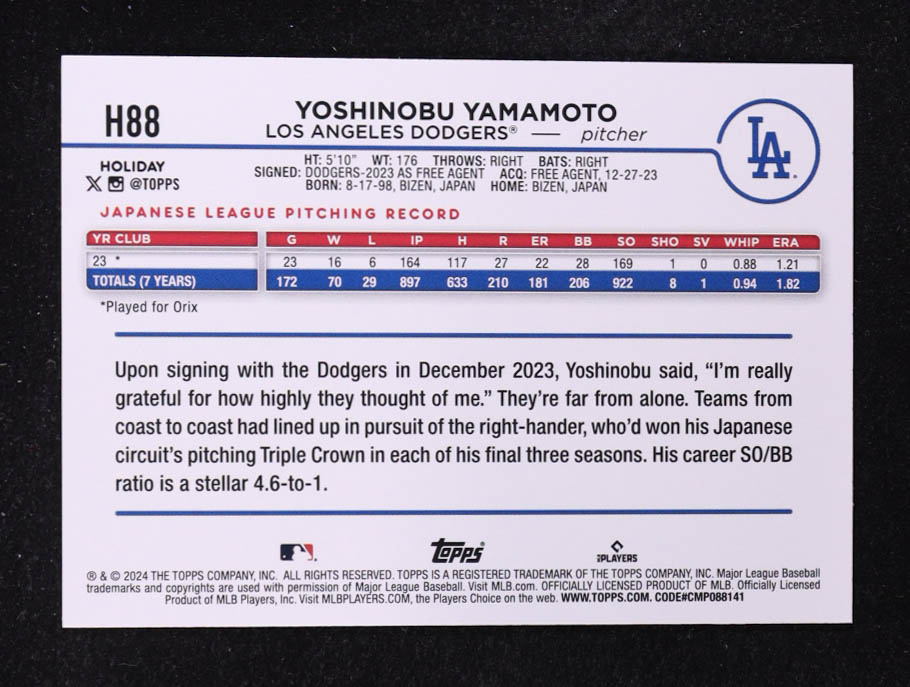 H88
YOSHINOBU YAMAMOTO
LOS ANGELES DODGERS® — pitcher
LA
HOLIDAY
X @TOPPS
HT: 5'10" WT: 176 THROWS: RIGHT BATS: RIGHT
SIGNED: DODGERS-2023 AS FREE AGENT ACQ: FREE AGENT, 12-27-23
BORN: 8-17-98, BIZEN, JAPAN HOME: BIZEN, JAPAN
JAPANESE LEAGUE PITCHING RECORD
YR CLUB G W L IP H R ER BB SO SHO SV WHIP ERA
23 * 23 16 6 164 117 27 22 28 169 1 0 0.88 1.21
TOTALS (7 YEARS) 172 70 29 897 633 210 181 206 922 8 1 0.94 1.82
*Played for Orix
Upon signing with the Dodgers in December 2023, Yoshinobu said, “I'm really
grateful for how highly they thought of me.” They're far from alone. Teams from
coast to coast had lined up in pursuit of the right-hander, who'd won his Japanese
circuit's pitching Triple Crown in each of his final three seasons. His career SO/BB
ratio is a stellar 4.6-to-1.
Topps®
MLBPLAYERS
® & © 2024 THE TOPPS COMPANY, INC. ALL RIGHTS RESERVED. TOPPS IS A REGISTERED TRADEMARK OF THE TOPPS COMPANY, INC. Major League Baseball
trademarks and copyrights are used with permission of Major League Baseball. Visit MLB.com. OFFICIALLY LICENSED PRODUCT OF MLB. Officially Licensed
Product of MLB Players, Inc. Visit MLBPLAYERS.COM, the Players Choice on the web. WWW.TOPPS.COM. CODE#CMP088141